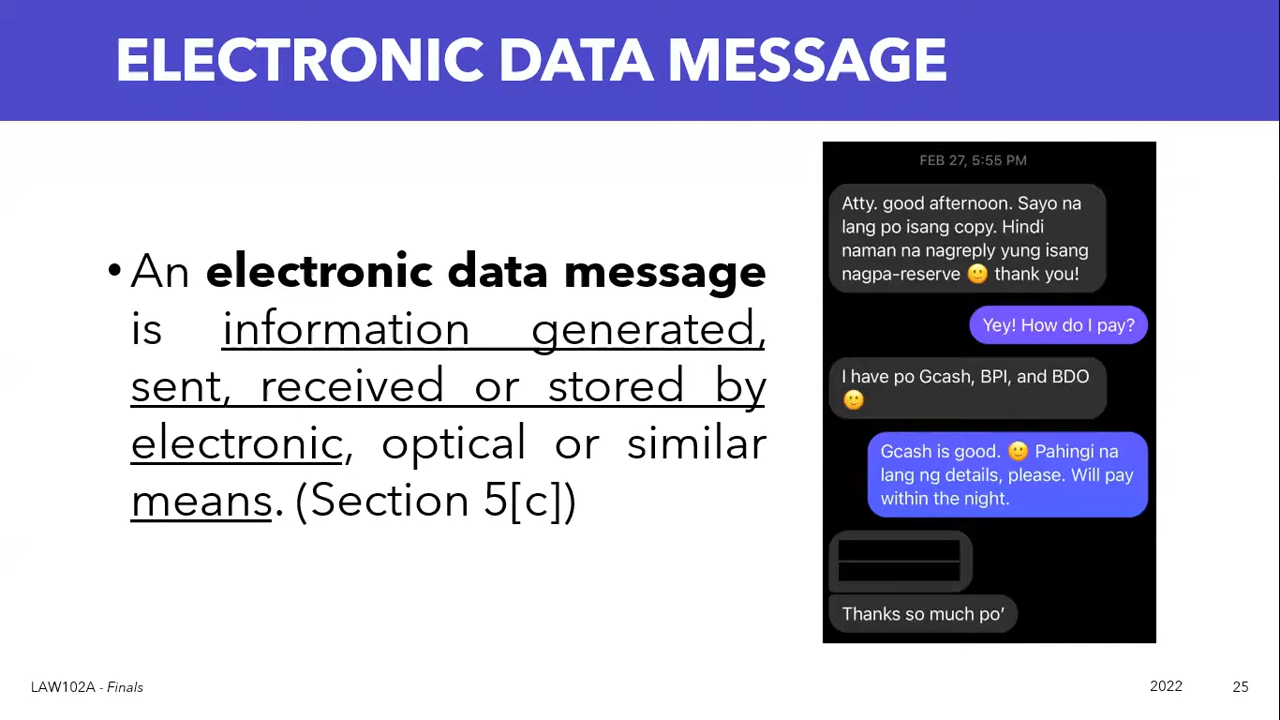 ELECTRONIC DATA MESSAGE
• An electronic data message
is information generated,
sent, received or stored by
electronic, optical or similar
means. (Section 5[c])
FEB 27, 5:55 PM
Atty. good afternoon. Sayo na
lang po isang copy. Hindi
naman na nagreply yung isang
nagpa-reserve 🙂 thank you!
Yey! How do I pay?
I have po Gcash, BPI, and BDO
🙂
Gcash is good. 🙂 Pahingi na
lang ng details, please. Will pay
within the night.
Thanks so much po’
LAW102A - Finals
2022
25